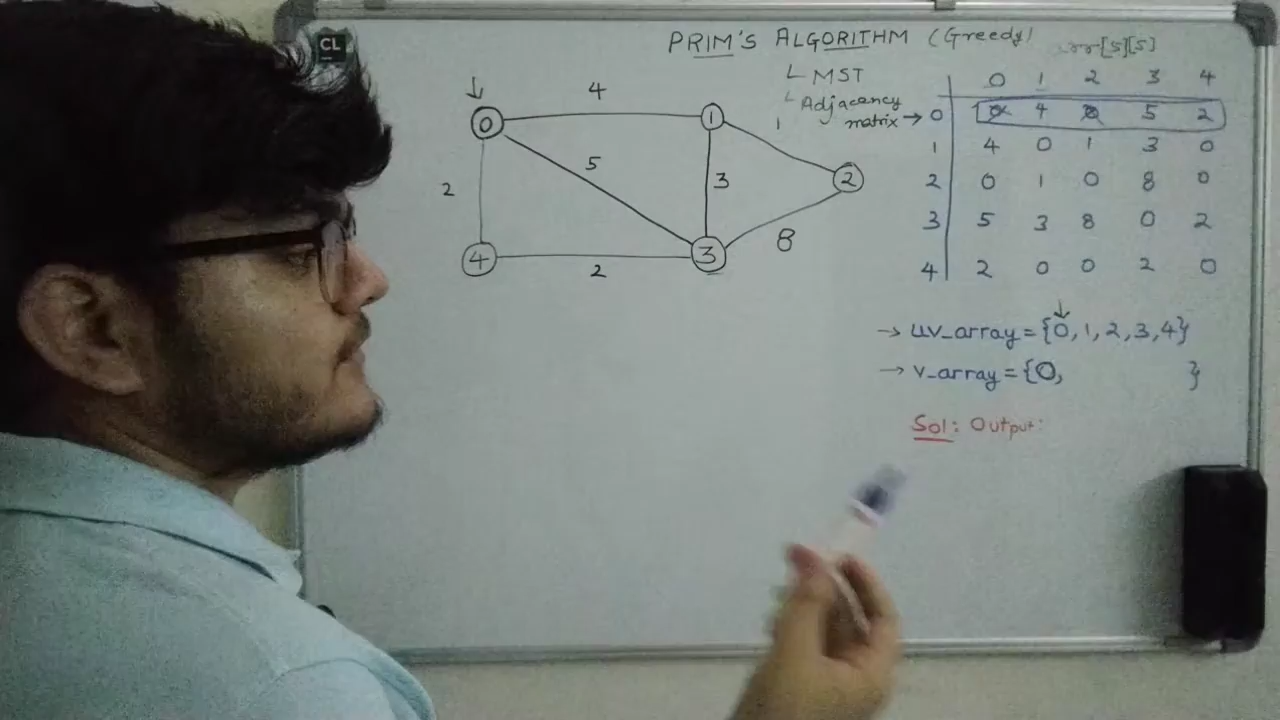 CL
PRIM'S ALGORITHM (Greedy)
arr[5][5]
└ MST
└ Adjacency
matrix →
0 1 2 3 4
0 0 4 0 5 2
1 4 0 1 3 0
2 0 1 0 8 0
3 5 3 8 0 2
4 2 0 0 2 0
↓
0
4
1
1
2
5
3
2
4
2
3
8
↓
→ uv_array = {0, 1, 2, 3, 4}
→ v_array = {0, }
Sol: Output: